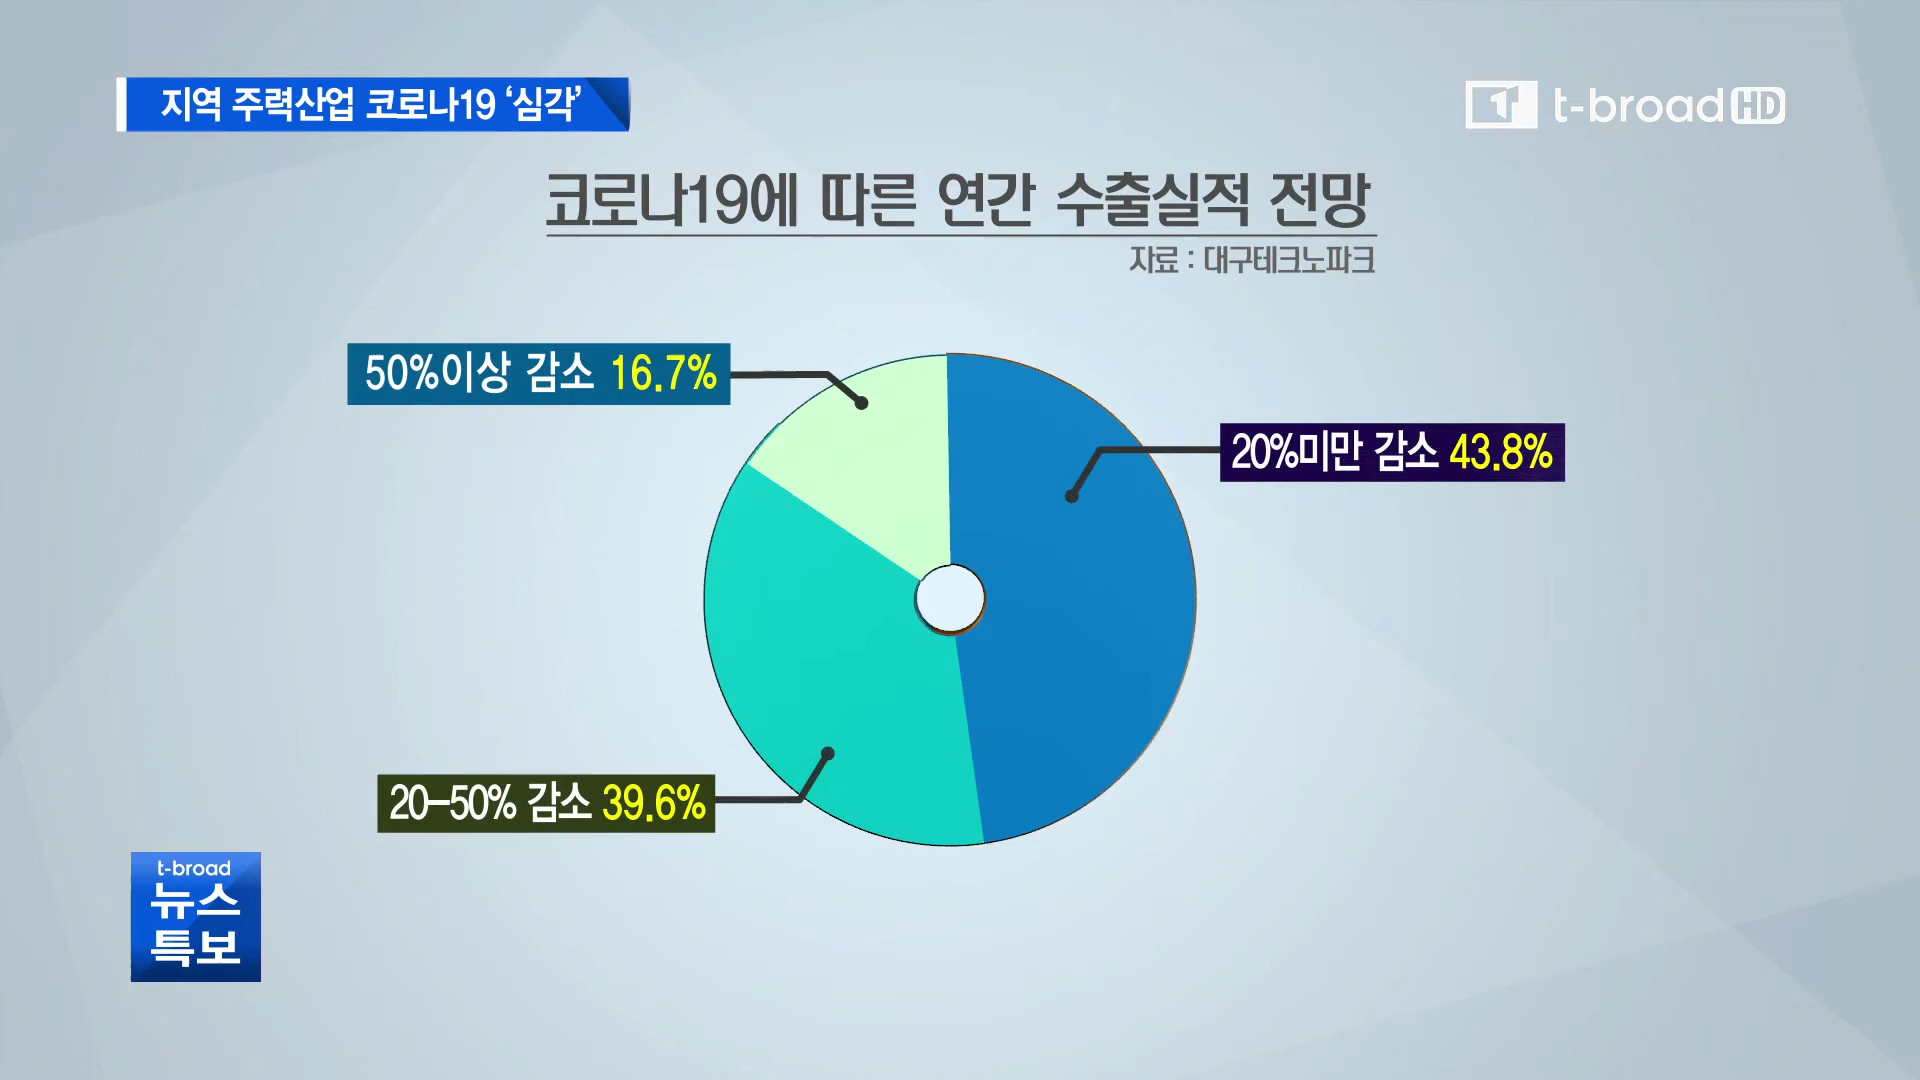 지역 주력산업 코로나19 ‘심각’
t-broad HD
코로나19에 따른 연간 수출실적 전망
자료 : 대구테크노파크
50%이상 감소 16.7%
20%미만 감소 43.8%
20-50% 감소 39.6%
t-broad
뉴스
특보